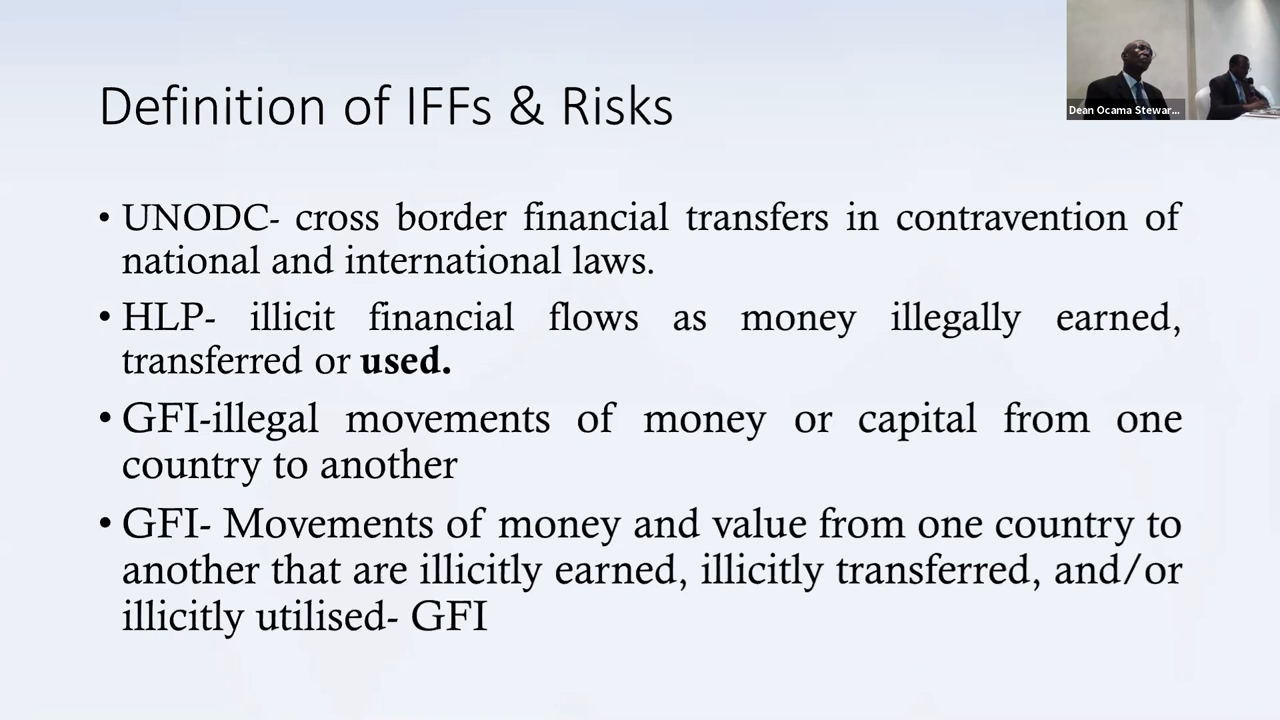 Definition of IFFs & Risks
Dean Ocama Stewar...
• UNODC- cross border financial transfers in contravention of
national and international laws.
• HLP- illicit financial flows as money illegally earned,
transferred or used.
• GFI-illegal movements of money or capital from one
country to another
• GFI- Movements of money and value from one country to
another that are illicitly earned, illicitly transferred, and/or
illicitly utilised- GFI